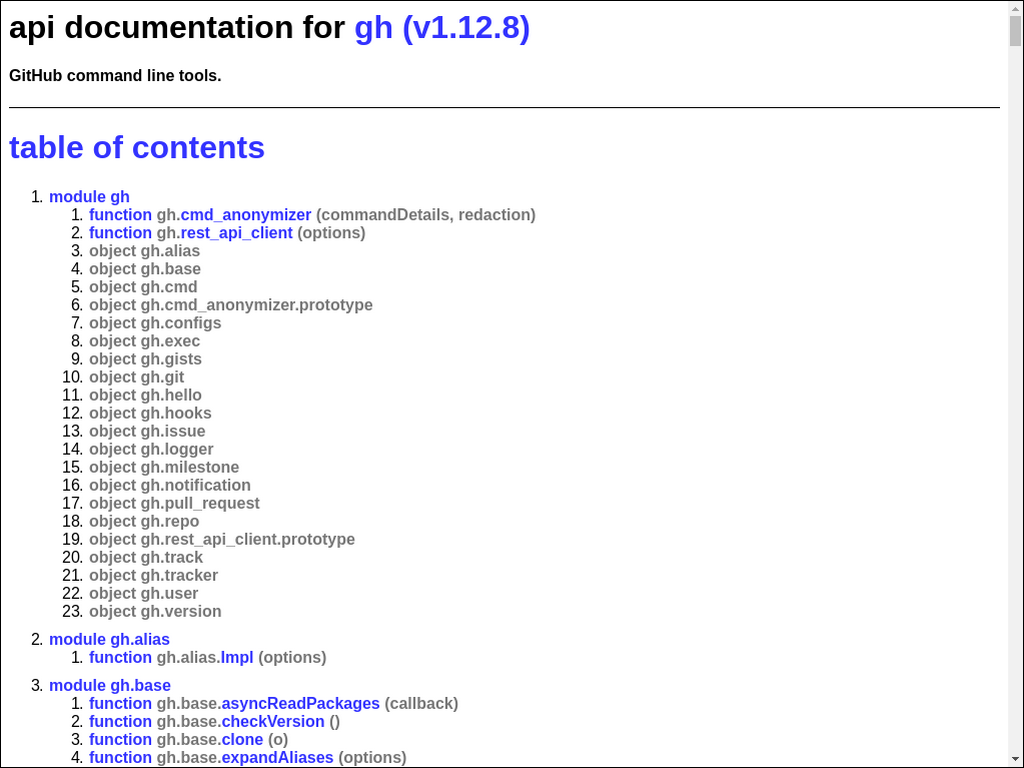 api documentation for gh (v1.12.8)
GitHub command line tools.
table of contents
1. module gh
1. function gh.cmd_anonymizer (commandDetails, redaction)
2. function gh.rest_api_client (options)
3. object gh.alias
4. object gh.base
5. object gh.cmd
6. object gh.cmd_anonymizer.prototype
7. object gh.configs
8. object gh.exec
9. object gh.gists
10. object gh.git
11. object gh.hello
12. object gh.hooks
13. object gh.issue
14. object gh.logger
15. object gh.milestone
16. object gh.notification
17. object gh.pull_request
18. object gh.repo
19. object gh.rest_api_client.prototype
20. object gh.track
21. object gh.tracker
22. object gh.user
23. object gh.version
2. module gh.alias
1. function gh.alias.Impl (options)
3. module gh.base
1. function gh.base.asyncReadPackages (callback)
2. function gh.base.checkVersion ()
3. function gh.base.clone (o)
4. function gh.base.expandAliases (options)